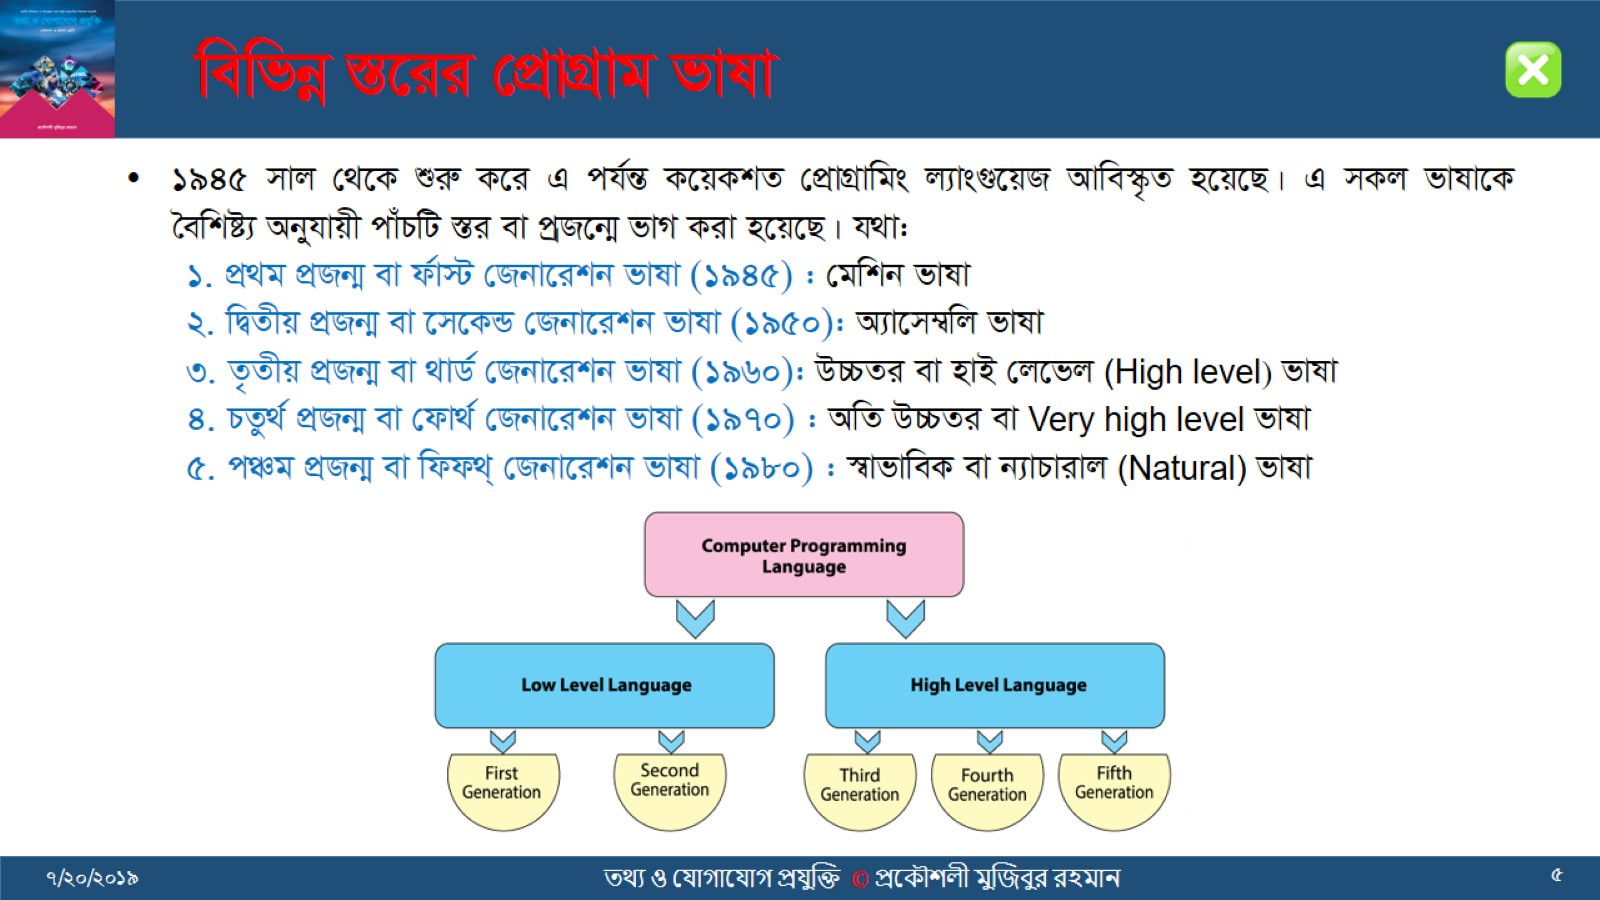 তথ্য ও যোগাযোগ প্রযুক্তি
বিভিন্ন স্তরের প্রোগ্রাম ভাষা
• ১৯৪৫ সাল থেকে শুরু করে এ পর্যন্ত কয়েকশত প্রোগ্রামিং ল্যাংগুয়েজ আবিস্কৃত হয়েছে। এ সকল ভাষাকে
বৈশিষ্ট্য অনুযায়ী পাঁচটি স্তর বা প্রজন্মে ভাগ করা হয়েছে। যথা:
১. প্রথম প্রজন্ম বা র্ফাস্ট জেনারেশন ভাষা (১৯৪৫) : মেশিন ভাষা
২. দ্বিতীয় প্রজন্ম বা সেকেন্ড জেনারেশন ভাষা (১৯৫০): অ্যাসেম্বলি ভাষা
৩. তৃতীয় প্রজন্ম বা থার্ড জেনারেশন ভাষা (১৯৬০): উচ্চতর বা হাই লেভেল (High level) ভাষা
৪. চতুর্থ প্রজন্ম বা ফোর্থ জেনারেশন ভাষা (১৯৭০) : অতি উচ্চতর বা Very high level ভাষা
৫. পঞ্চম প্রজন্ম বা ফিফথ্ জেনারেশন ভাষা (১৯৮০) : স্বাভাবিক বা ন্যাচারাল (Natural) ভাষা
Computer Programming
Language
Low Level Language
High Level Language
First
Generation
Second
Generation
Third
Generation
Fourth
Generation
Fifth
Generation
৭/২০/২০১৯
তথ্য ও যোগাযোগ প্রযুক্তি © প্রকৌশলী মুজিবুর রহমান
৫